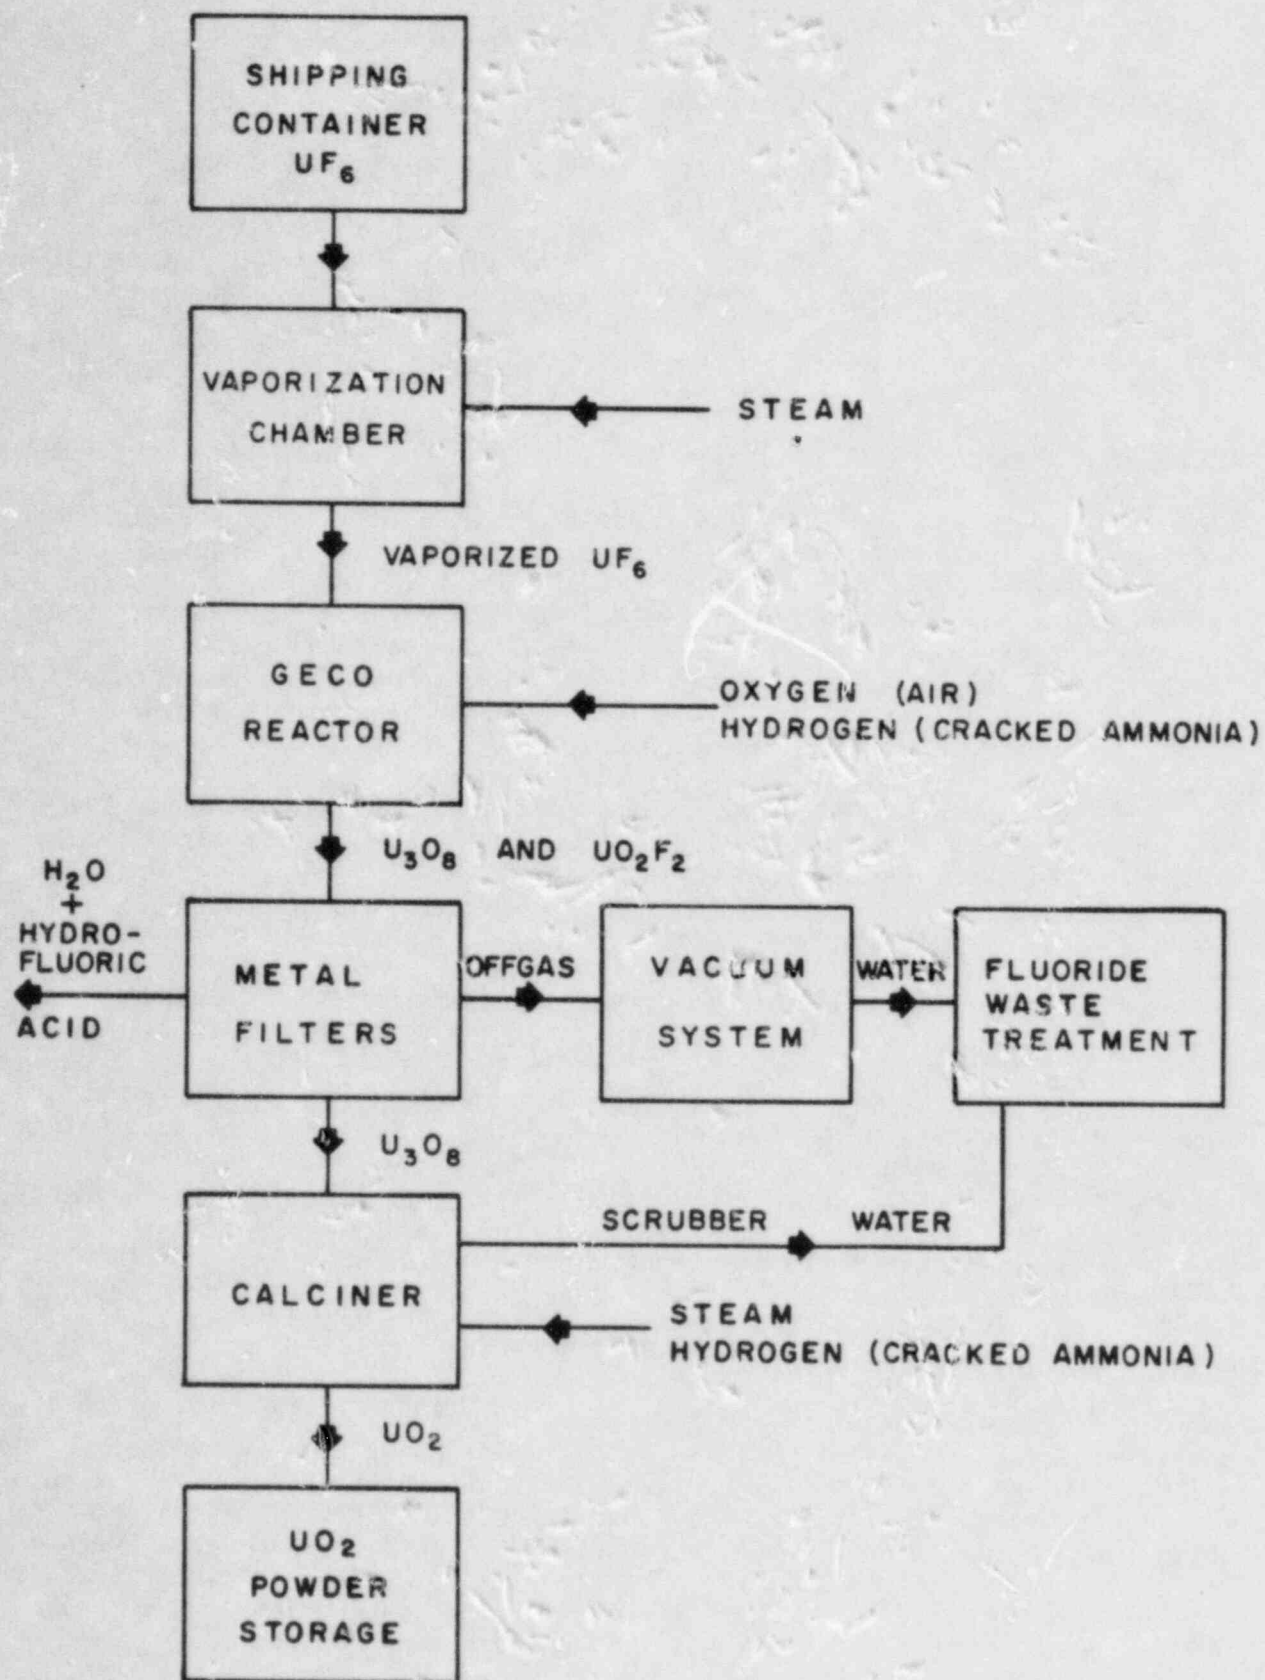 SHIPPING
CONTAINER
UF₆
VAPORIZATION
CHAMBER
STEAM
VAPORIZED UF₆
GECO
REACTOR
OXYGEN (AIR)
HYDROGEN (CRACKED AMMONIA)
U₃O₈ AND UO₂F₂
H₂O
+
HYDRO-
FLUORIC
ACID
METAL
FILTERS
OFFGAS
VACUUM
SYSTEM
WATER
FLUORIDE
WASTE
TREATMENT
U₃O₈
SCRUBBER WATER
CALCINER
STEAM
HYDROGEN (CRACKED AMMONIA)
UO₂
UO₂
POWDER
STORAGE